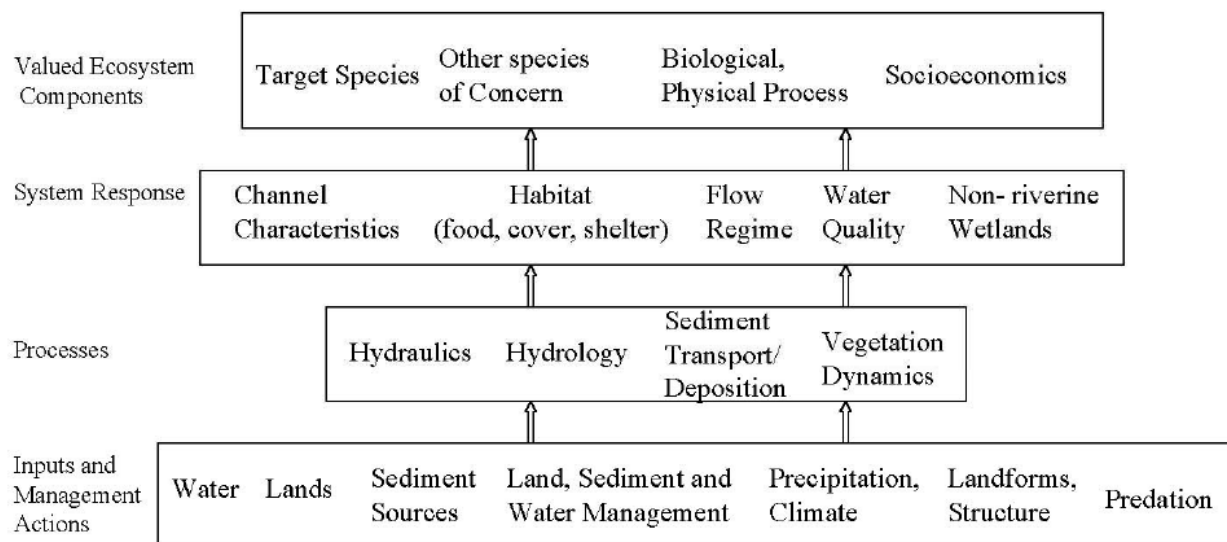 Valued Ecosystem
Components
Target Species
Other species
of Concern
Biological,
Physical Process
Socioeconomics
System Response
Channel
Characteristics
Habitat
(food, cover, shelter)
Flow
Regime
Water
Quality
Non- riverine
Wetlands
Processes
Hydraulics
Hydrology
Sediment
Transport/
Deposition
Vegetation
Dynamics
Inputs and
Management
Actions
Water
Lands
Sediment
Sources
Land, Sediment and
Water Management
Precipitation,
Climate
Landforms,
Structure
Predation